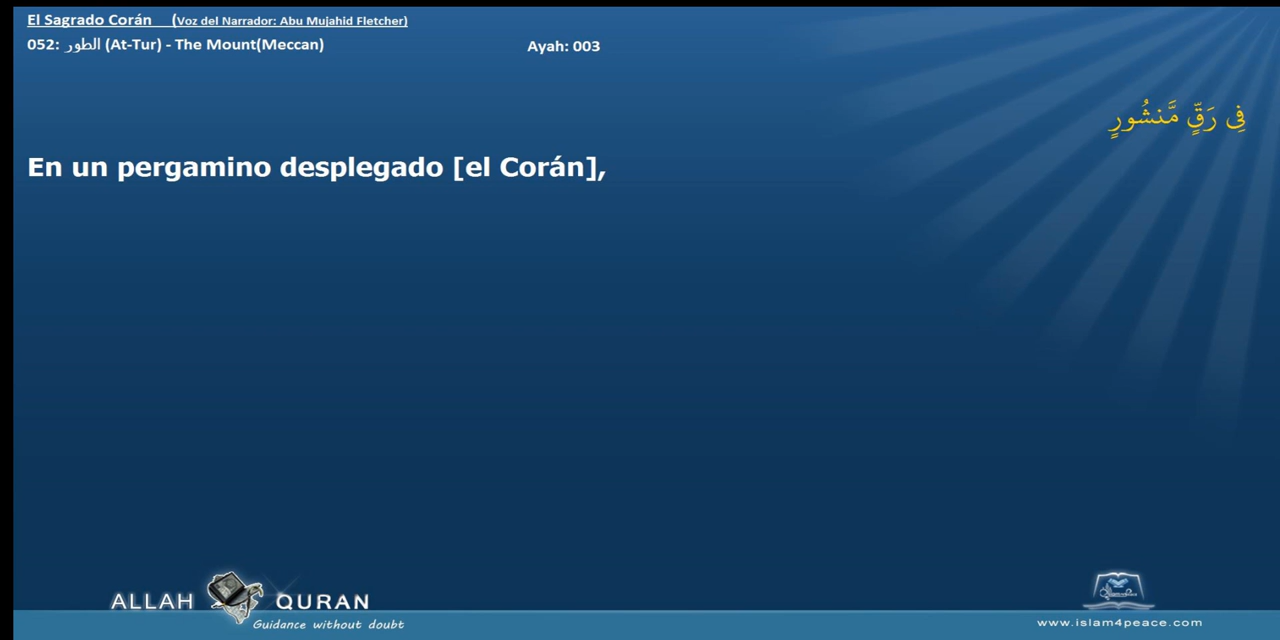 El Sagrado Corán (Voz del Narrador: Abu Mujahid Fletcher)
052: الطور (At-Tur) - The Mount(Meccan)
Ayah: 003
فِى رَقٍّ مَّنشُورٍ
En un pergamino desplegado [el Corán],
ALLAH QURAN
Guidance without doubt
www.islam4peace.com